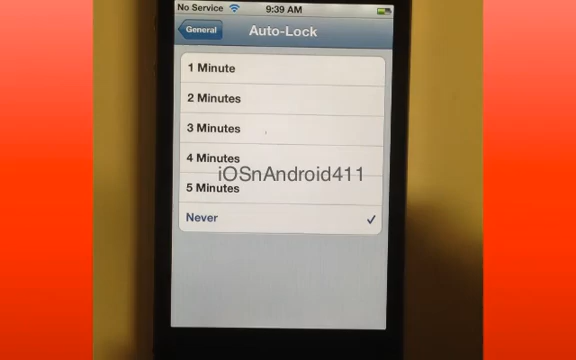 No Service 9:39 AM
General Auto-Lock
1 Minute
2 Minutes
3 Minutes
4 Minutes
iOSnAndroid411
5 Minutes
Never